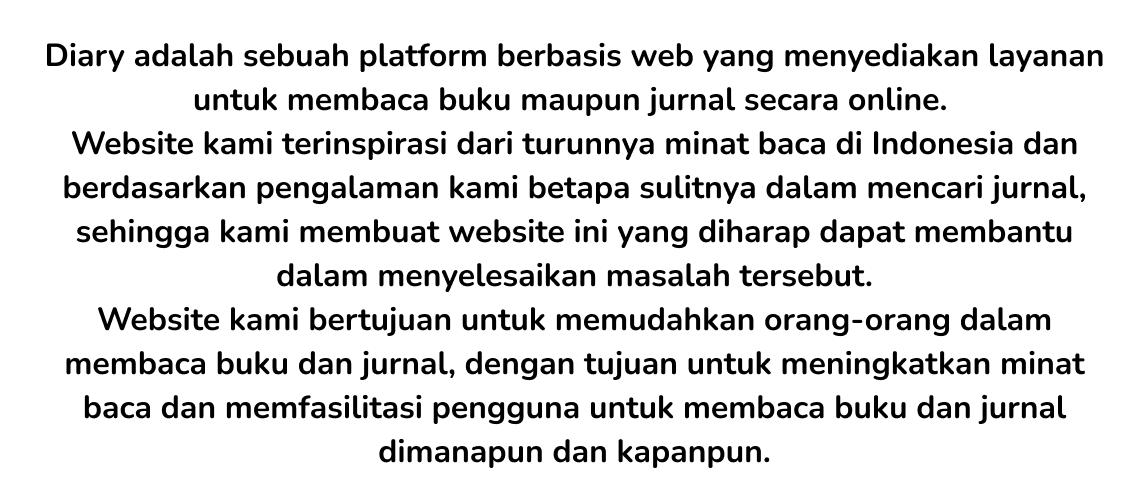 Diary adalah sebuah platform berbasis web yang menyediakan layanan
untuk membaca buku maupun jurnal secara online.
Website kami terinspirasi dari turunnya minat baca di Indonesia dan
berdasarkan pengalaman kami betapa sulitnya dalam mencari jurnal,
sehingga kami membuat website ini yang diharap dapat membantu
dalam menyelesaikan masalah tersebut.
Website kami bertujuan untuk memudahkan orang-orang dalam
membaca buku dan jurnal, dengan tujuan untuk meningkatkan minat
baca dan memfasilitasi pengguna untuk membaca buku dan jurnal
dimanapun dan kapanpun.